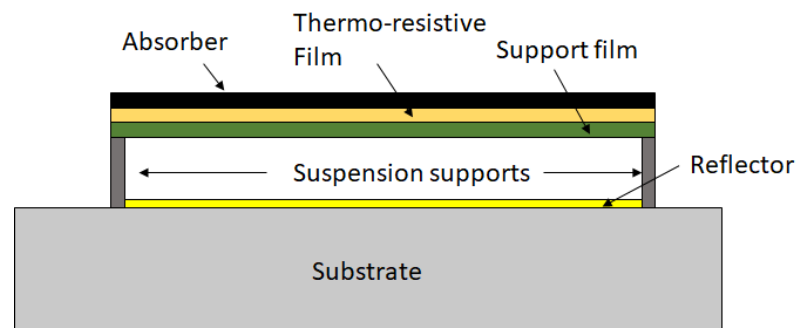 Absorber
Thermo-resistive
Film
Support film
Suspension supports
Reflector
Substrate